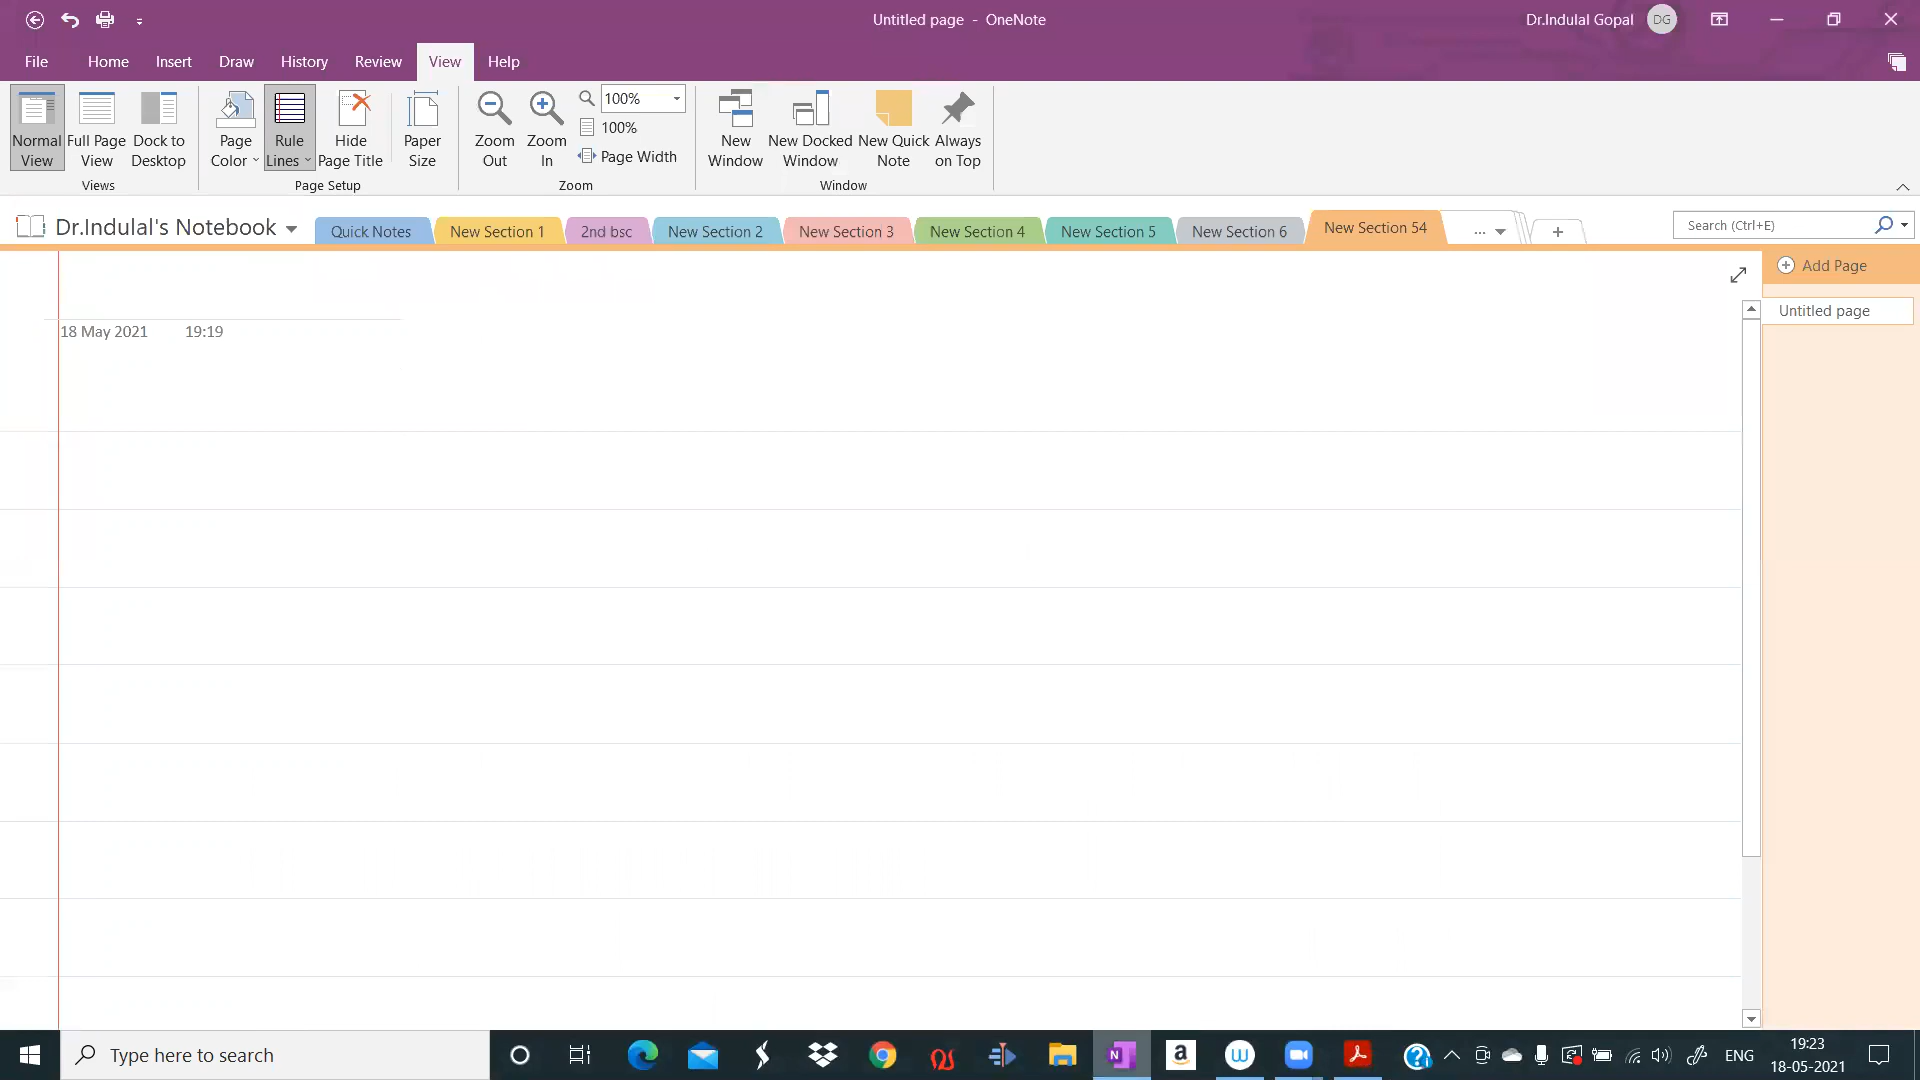 Untitled page - OneNote
Dr.Indulal Gopal DG
File Home Insert Draw History Review View Help
Normal View
Full Page View
Dock to Desktop
Views
Page Color
Rule Lines
Hide Page Title
Paper Size
Page Setup
Zoom Out
Zoom In
100%
100%
Page Width
Zoom
New Window
New Docked Window
New Quick Note
Always on Top
Window
Dr.Indulal's Notebook
Quick Notes New Section 1 2nd bsc New Section 2 New Section 3 New Section 4 New Section 5 New Section 6 New Section 54 ... +
Search (Ctrl+E)
Add Page
Untitled page
18 May 2021 19:19
Type here to search
ENG
19:23
18-05-2021